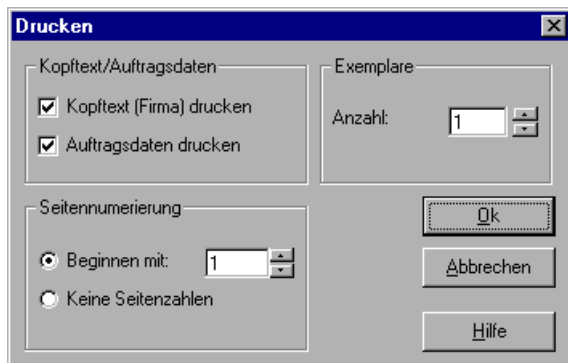 Drucken
Kopftext/Auftragsdaten
Kopftext (Firma) drucken
Auftragsdaten drucken
Exemplare
Anzahl: 1
Seitennumerierung
Beginnen mit: 1
Keine Seitenzahlen
Ok
Abbrechen
Hilfe